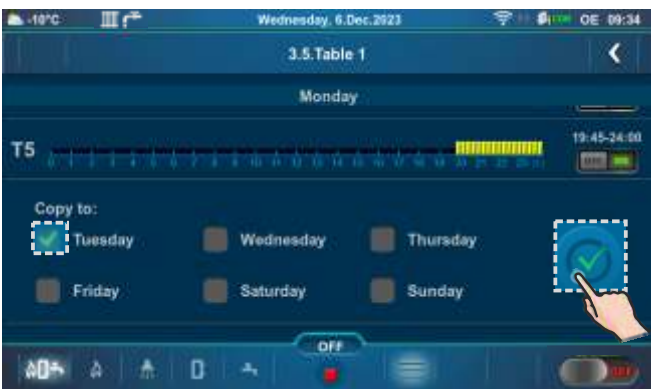 -10°C Wednesday, 6.Dec.2023 OE 09:34
3.5.Table 1
Monday
T5 19:45-24:00
Copy to:
Tuesday Wednesday Thursday
Friday Saturday Sunday
OFF
OFF